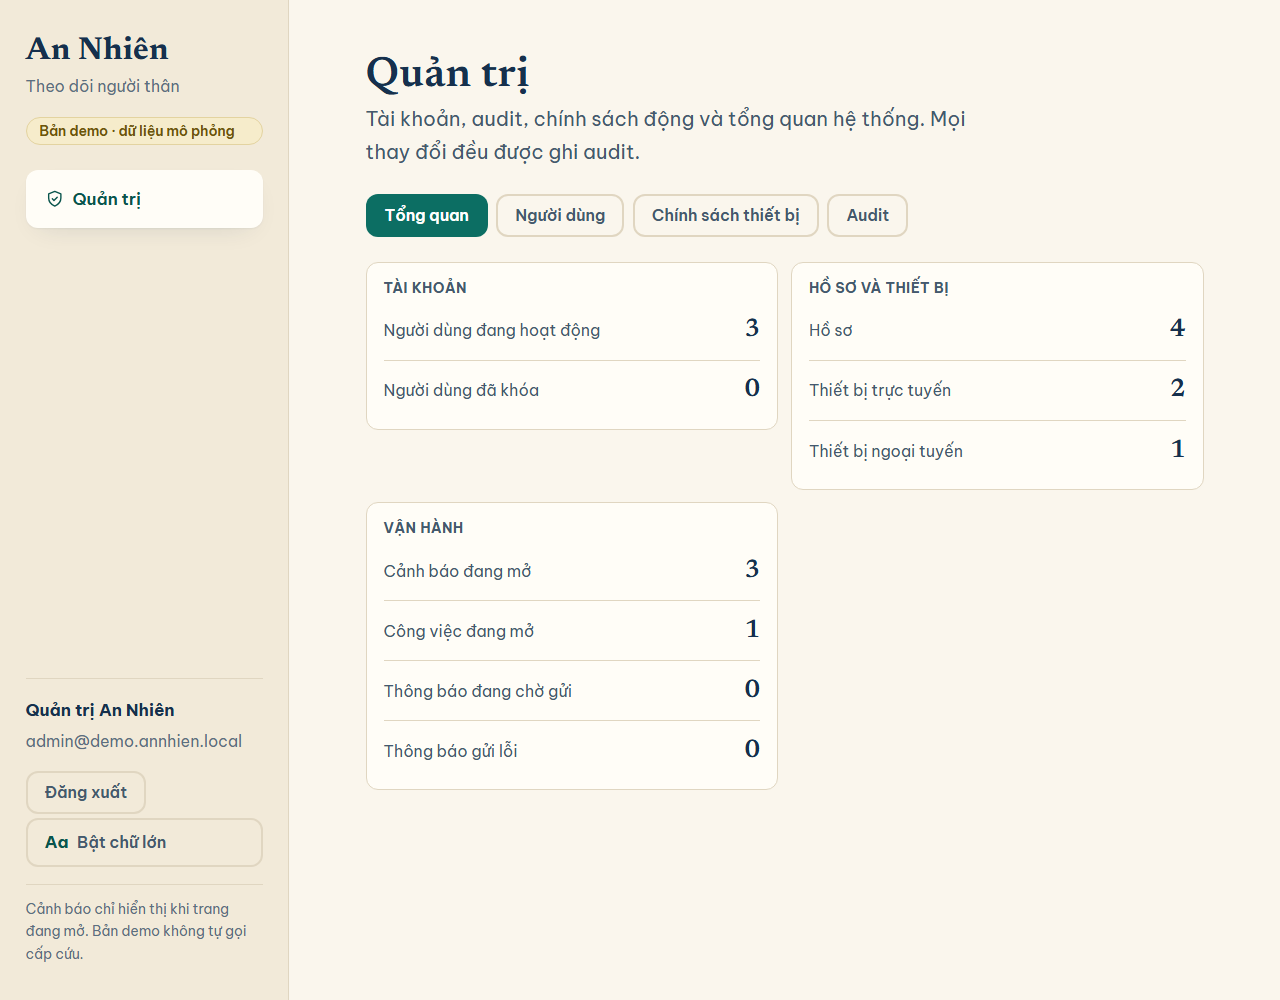 An Nhiên
Theo dõi người thân
Bản demo · dữ liệu mô phỏng
Quản trị
Quản trị An Nhiên
admin@demo.annhien.local
Đăng xuất
Aa Bật chữ lớn
Cảnh báo chỉ hiển thị khi trang
đang mở. Bản demo không tự gọi
cấp cứu.
Quản trị
Tài khoản, audit, chính sách động và tổng quan hệ thống. Mọi
thay đổi đều được ghi audit.
Tổng quan
Người dùng
Chính sách thiết bị
Audit
TÀI KHOẢN
Người dùng đang hoạt động 3
Người dùng đã khóa 0
HỒ SƠ VÀ THIẾT BỊ
Hồ sơ 4
Thiết bị trực tuyến 2
Thiết bị ngoại tuyến 1
VẬN HÀNH
Cảnh báo đang mở 3
Công việc đang mở 1
Thông báo đang chờ gửi 0
Thông báo gửi lỗi 0